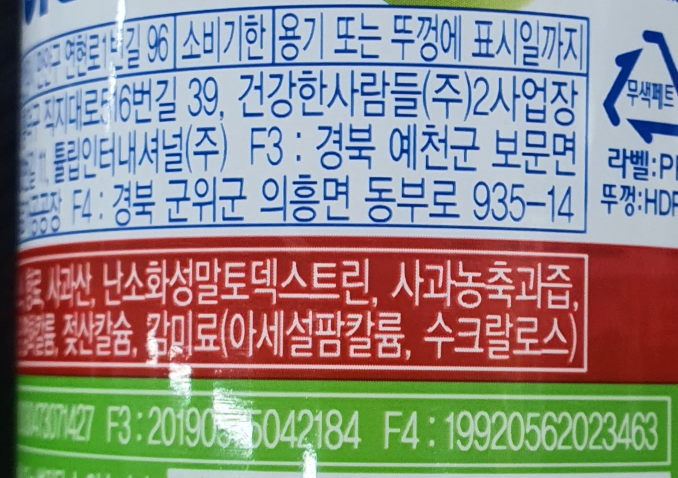 연현로1번길 96 소비기한 용기 또는 뚜껑에 표시일까지
직지대로 16번길 39, 건강한사람들(주)2사업장
무색페트
툴립인터내셔널(주) F3 : 경북 예천군 보문면
라벨:P
공장 F4 : 경북 군위군 의흥면 동부로 935-14
뚜껑:HDP
사과산, 난소화성말토덱스트린, 사과농축과즙,
젖산칼슘, 감미료(아세설팜칼륨, 수크랄로스)
F3 : F4 : 19920562023463